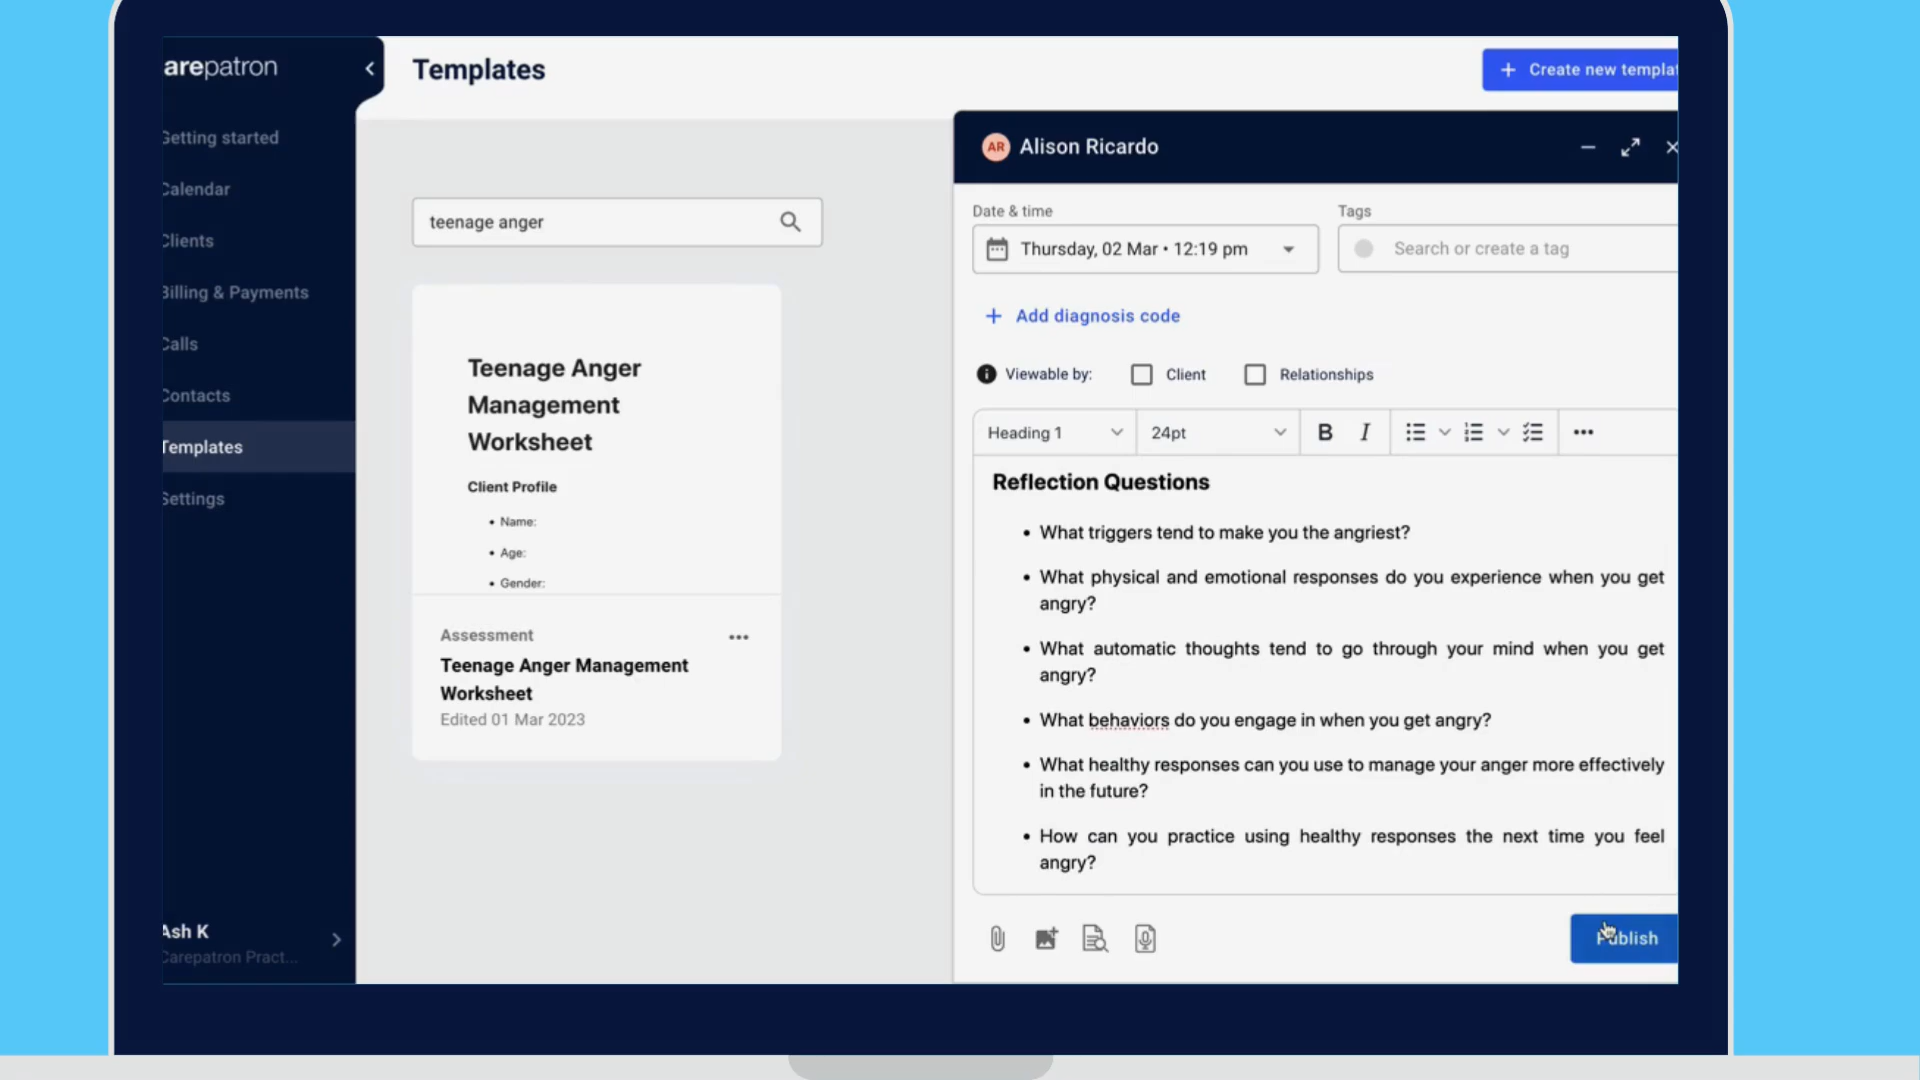 arepatron
Getting started
Calendar
Clients
Billing & Payments
Calls
Contacts
Templates
Settings
Ash K
Carepatron Pract...
Templates
+ Create new templat
teenage anger
Teenage Anger
Management
Worksheet
Client Profile
• Name:
• Age:
• Gender:
Assessment
Teenage Anger Management
Worksheet
Edited 01 Mar 2023
AR Alison Ricardo
Date & time
Tags
Thursday, 02 Mar • 12:19 pm
Search or create a tag
+ Add diagnosis code
Viewable by: Client Relationships
Heading 1 24pt B I
Reflection Questions
• What triggers tend to make you the angriest?
• What physical and emotional responses do you experience when you get
angry?
• What automatic thoughts tend to go through your mind when you get
angry?
• What behaviors do you engage in when you get angry?
• What healthy responses can you use to manage your anger more effectively
in the future?
• How can you practice using healthy responses the next time you feel
angry?
Publish